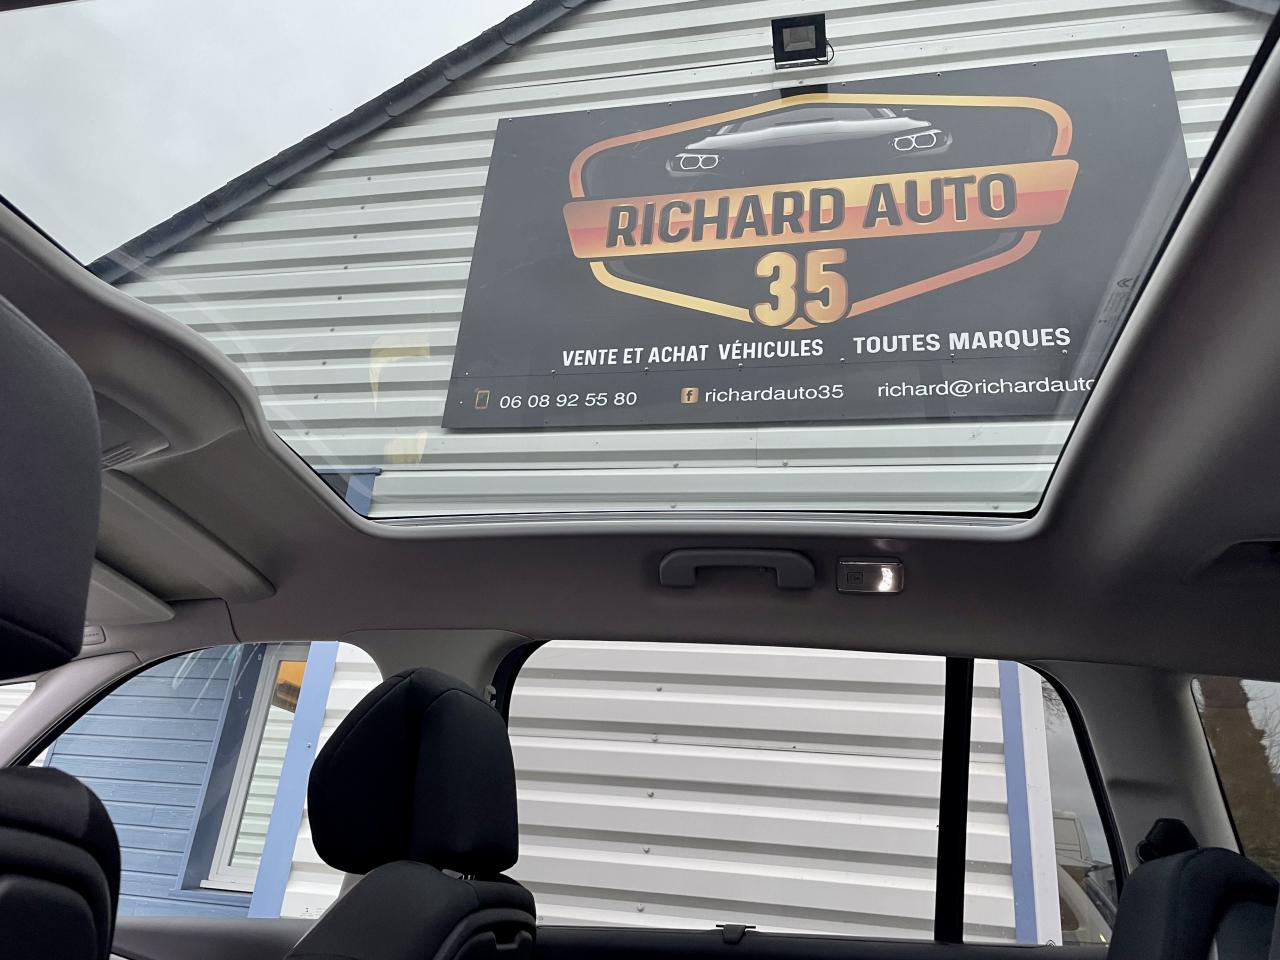 RICHARD AUTO
35
VENTE ET ACHAT VÉHICULES TOUTES MARQUES
06 08 92 55 80 richardauto35 richard@richardauto